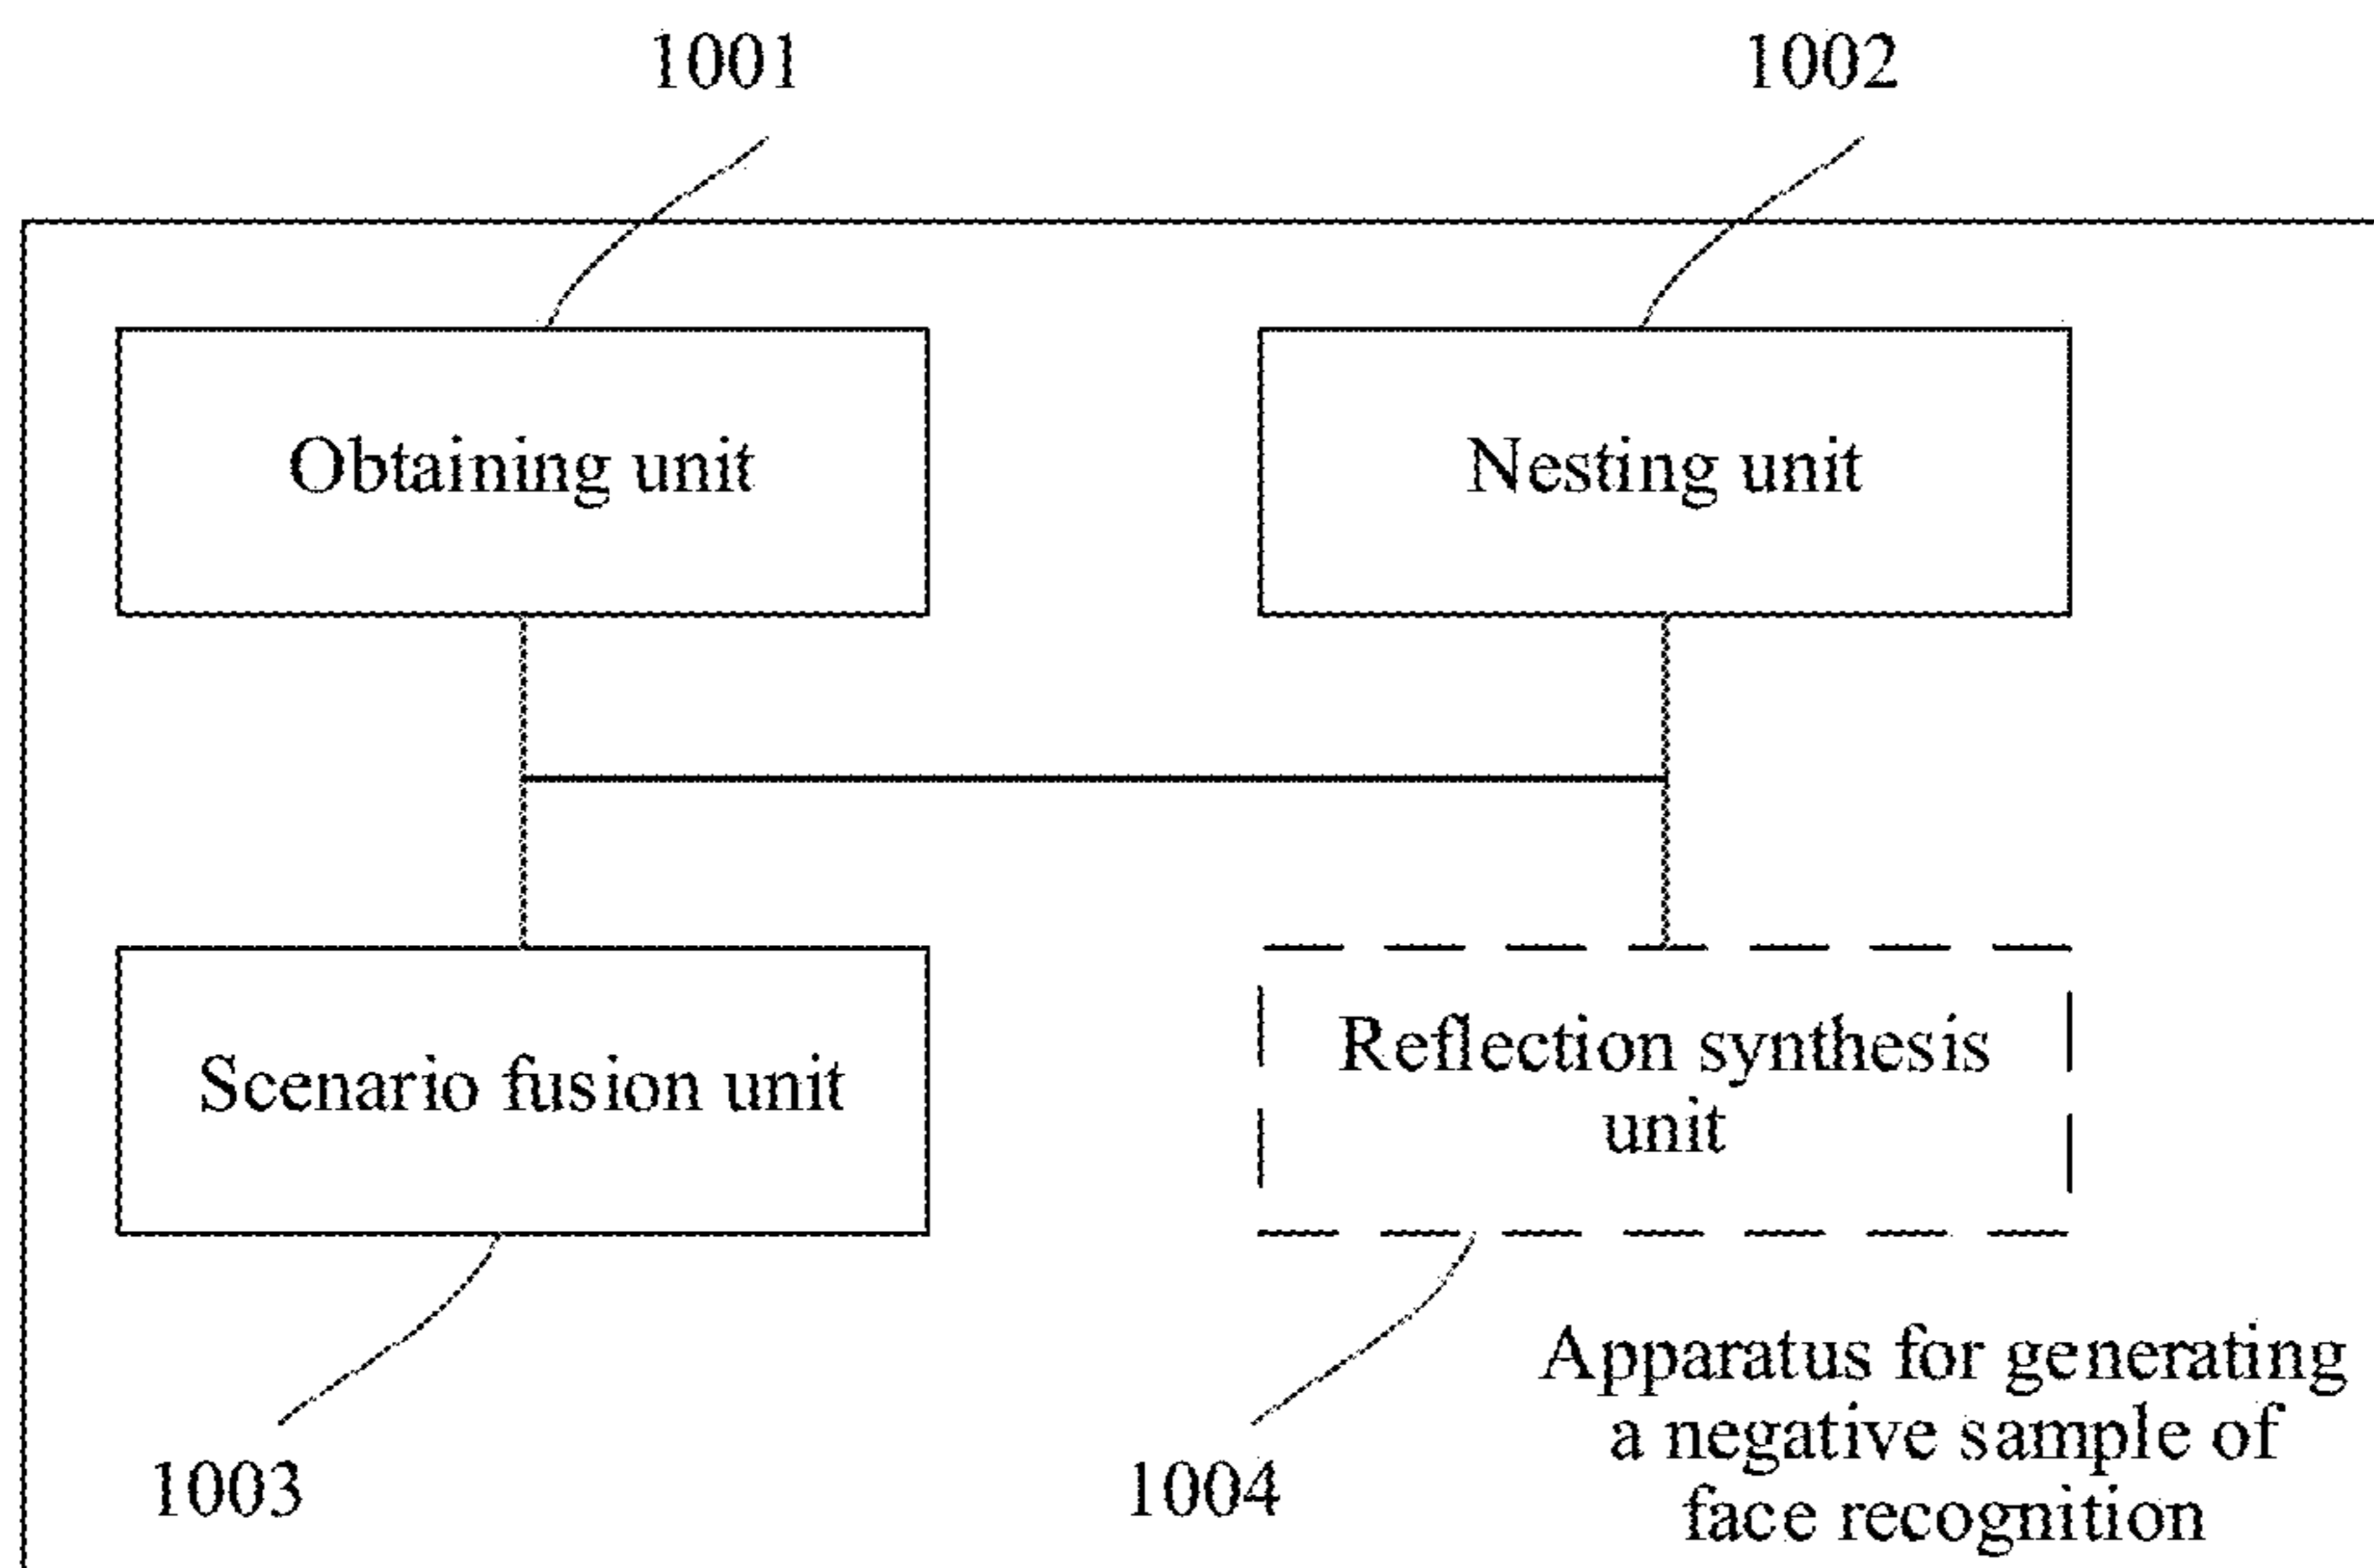 1001
1002
Obtaining unit
Nesting unit
Scenario fusion unit
Reflection synthesis
unit
1003
1004
Apparatus for generating
a negative sample of
face recognition